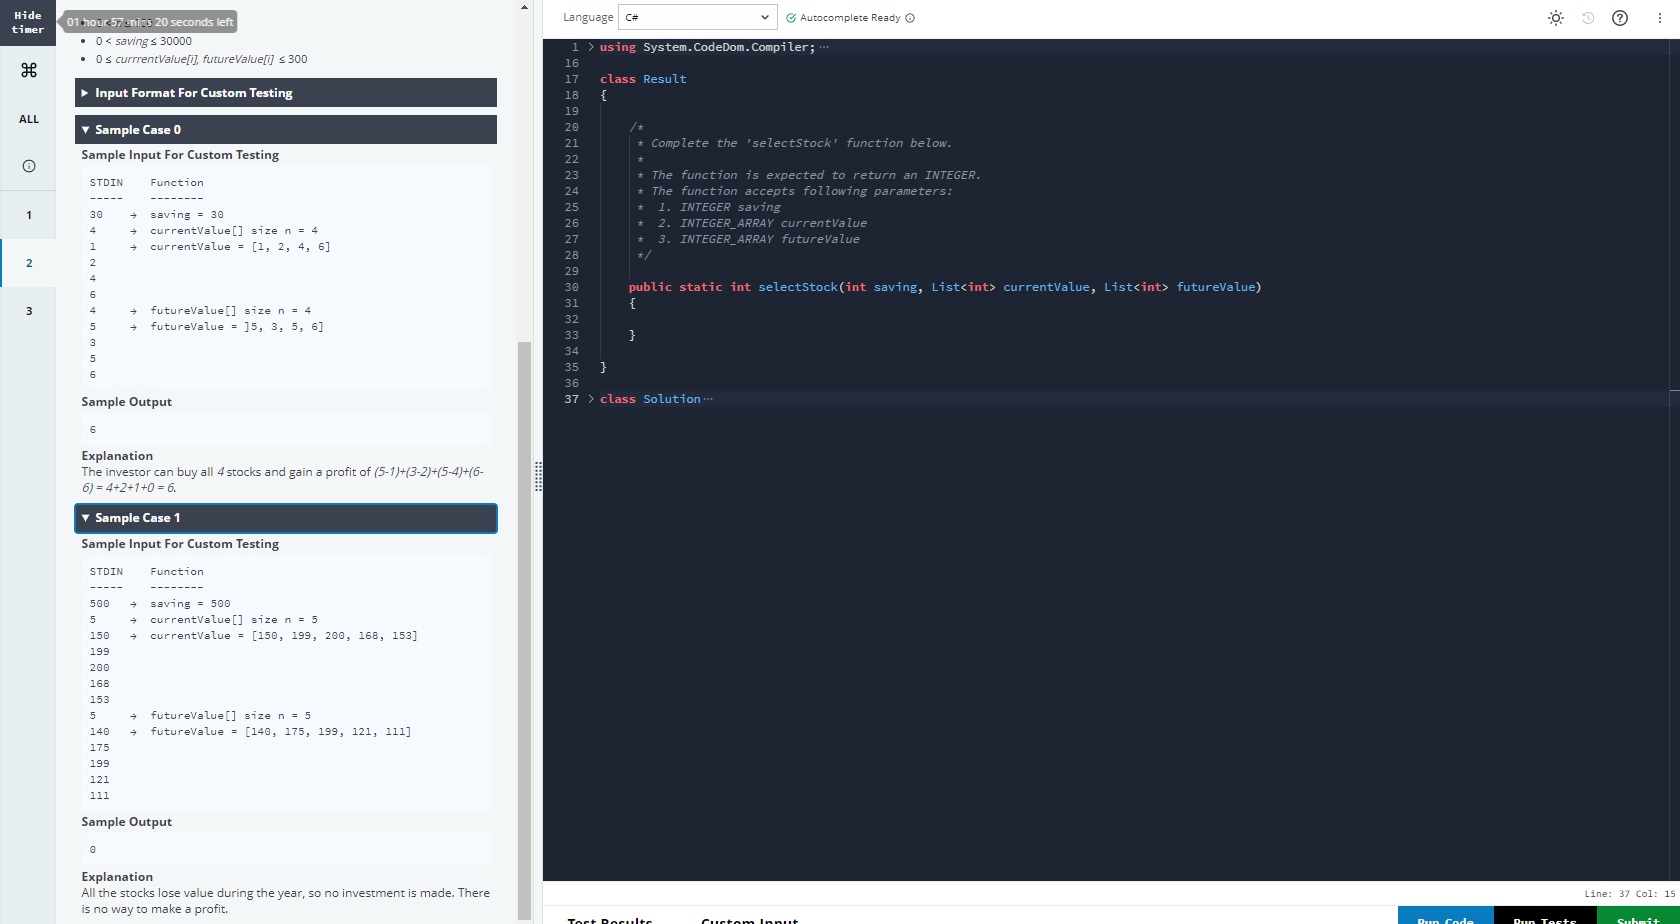 Hide
timer
01 hour 57 mins 20 seconds left
0 < saving ≤ 30000
0 ≤ currrentValue[i], futureValue[i] ≤ 300
ALL
1
2
3
Input Format For Custom Testing
Sample Case 0
Sample Input For Custom Testing
STDIN Function
----- --------
30 → saving = 30
4 → currentValue[] size n = 4
1 → currentValue = [1, 2, 4, 6]
2
4
6
4 → futureValue[] size n = 4
5 → futureValue = ]5, 3, 5, 6]
3
5
6
Sample Output
6
Explanation
The investor can buy all 4 stocks and gain a profit of (5-1)+(3-2)+(5-4)+(6-
6) = 4+2+1+0 = 6.
Sample Case 1
Sample Input For Custom Testing
STDIN Function
----- --------
500 → saving = 500
5 → currentValue[] size n = 5
150 → currentValue = [150, 199, 200, 168, 153]
199
200
168
153
5 → futureValue[] size n = 5
140 → futureValue = [140, 175, 199, 121, 111]
175
199
121
111
Sample Output
0
Explanation
All the stocks lose value during the year, so no investment is made. There
is no way to make a profit.
Language C# Autocomplete Ready
1 using System.CodeDom.Compiler; ...
16
17 class Result
18 {
19
20 /*
21 * Complete the 'selectStock' function below.
22 *
23 * The function is expected to return an INTEGER.
24 * The function accepts following parameters:
25 * 1. INTEGER saving
26 * 2. INTEGER_ARRAY currentValue
27 * 3. INTEGER_ARRAY futureValue
28 */
29
30 public static int selectStock(int saving, List<int> currentValue, List<int> futureValue)
31 {
32
33 }
34
35 }
36
37 class Solution ...
Line: 37 Col: 15
Test Results Custom Input Run Code Run Tests Submit